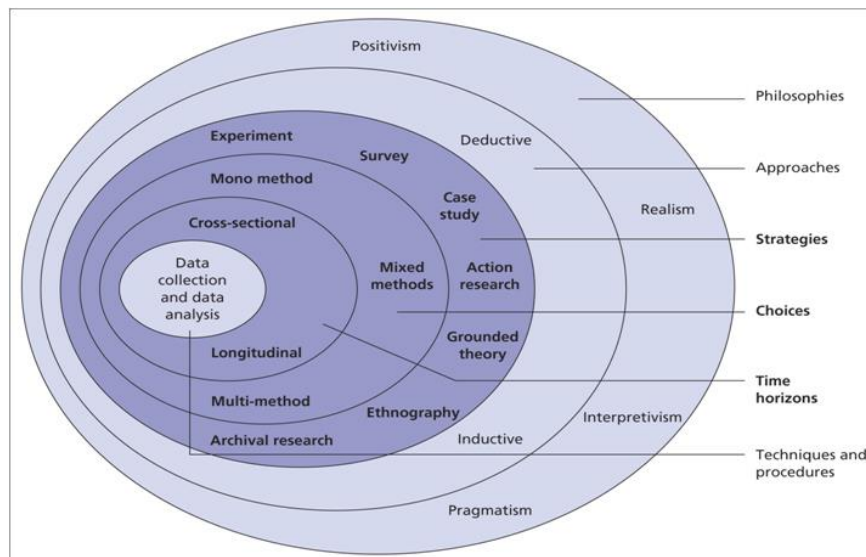 Positivism
Philosophies
Experiment
Deductive
Survey
Approaches
Mono method
Case
study
Realism
Cross-sectional
Strategies
Data
collection
and data
analysis
Mixed
methods
Action
research
Choices
Grounded
theory
Longitudinal
Time
horizons
Multi-method
Ethnography
Interpretivism
Archival research
Inductive
Techniques and
procedures
Pragmatism